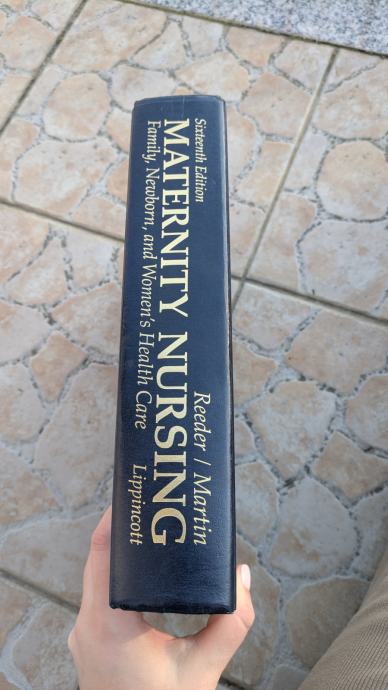 Sixteenth Edition Reeder / Martin
MATERNITY NURSING
Family, Newborn, and Women's Health Care Lippincott